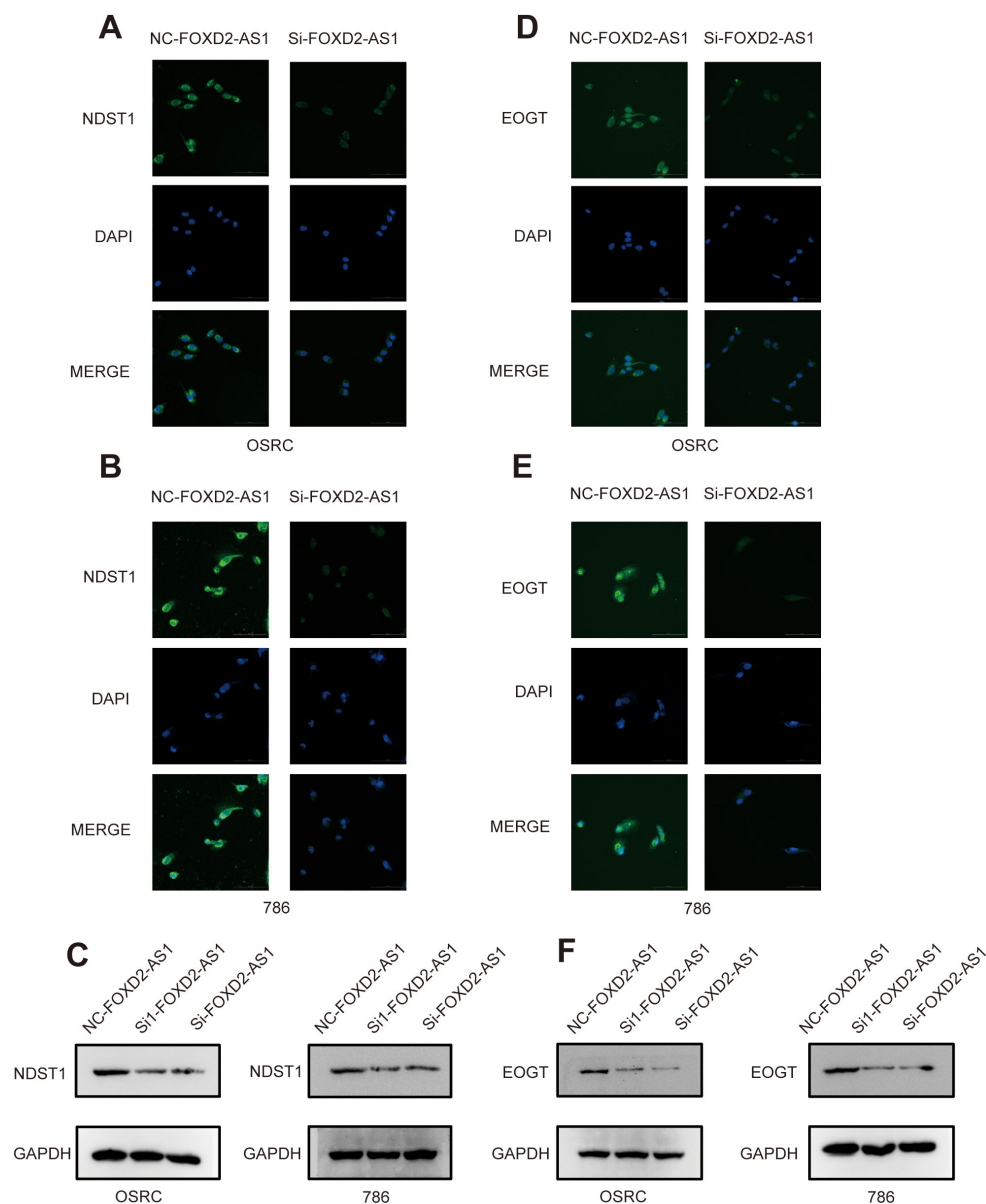 A
NC-FOXD2-AS1 Si-FOXD2-AS1
NDST1
DAPI
MERGE
OSRC
B
NC-FOXD2-AS1 Si-FOXD2-AS1
NDST1
DAPI
MERGE
786
C
NC-FOXD2-AS1 Si1-FOXD2-AS1 Si-FOXD2-AS1
NDST1
GAPDH
OSRC
NC-FOXD2-AS1 Si1-FOXD2-AS1 Si-FOXD2-AS1
NDST1
GAPDH
786
D
NC-FOXD2-AS1 Si-FOXD2-AS1
EOGT
DAPI
MERGE
OSRC
E
NC-FOXD2-AS1 Si-FOXD2-AS1
EOGT
DAPI
MERGE
786
F
NC-FOXD2-AS1 Si1-FOXD2-AS1 Si-FOXD2-AS1
EOGT
GAPDH
OSRC
NC-FOXD2-AS1 Si1-FOXD2-AS1 Si-FOXD2-AS1
EOGT
GAPDH
786